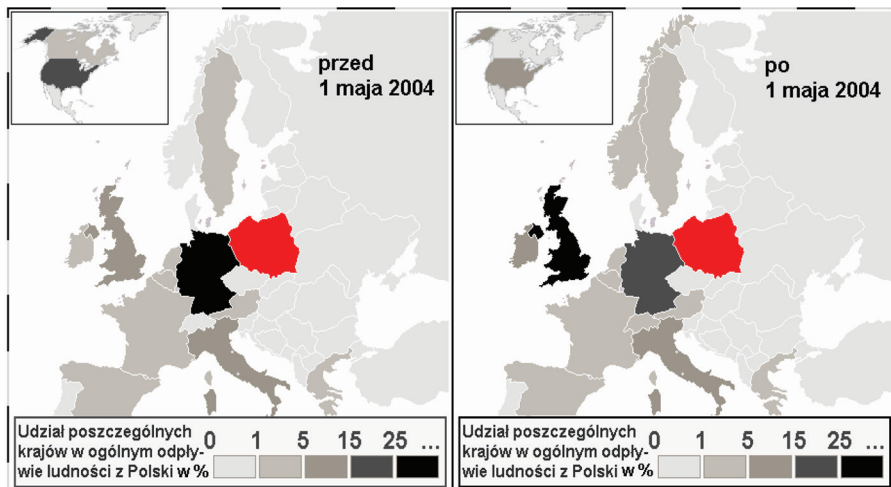 przed
1 maja 2004
Udział poszczególnych
krajów w ogólnym odpły-
wie ludności z Polski w %
0 1 5 15 25 ...
po
1 maja 2004
Udział poszczególnych
krajów w ogólnym odpły-
wie ludności z Polski w %
0 1 5 15 25 ...